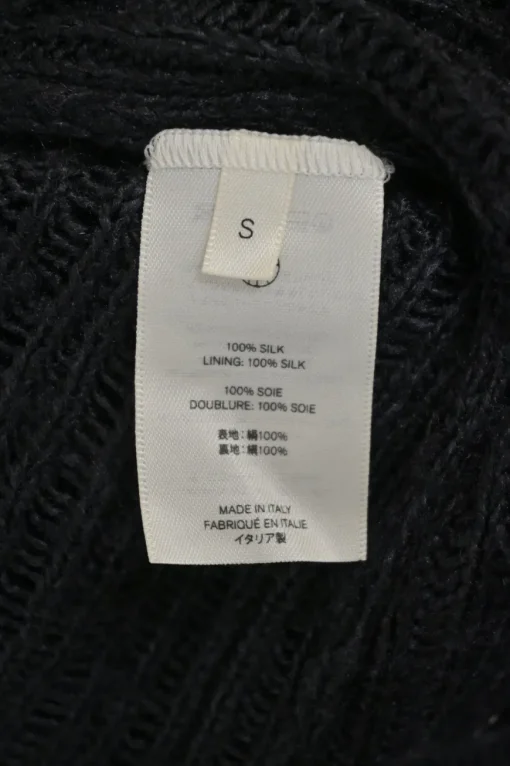 S
100% SILK
LINING: 100% SILK
100% SOIE
DOUBLURE: 100% SOIE
表地：絹100%
裏地：絹100%
MADE IN ITALY
FABRIQUÉ EN ITALIE
イタリア製